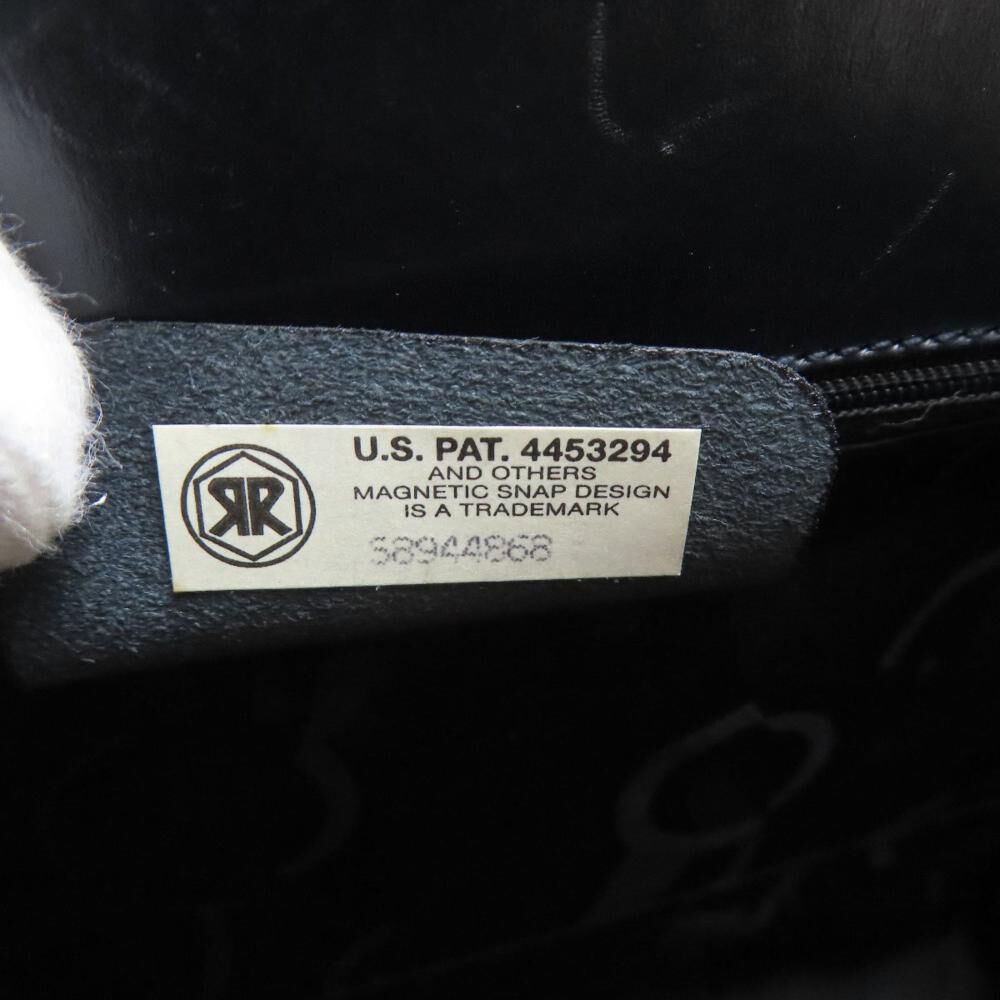 RR
U.S. PAT. 4453294
AND OTHERS
MAGNETIC SNAP DESIGN
IS A TRADEMARK
S8944868